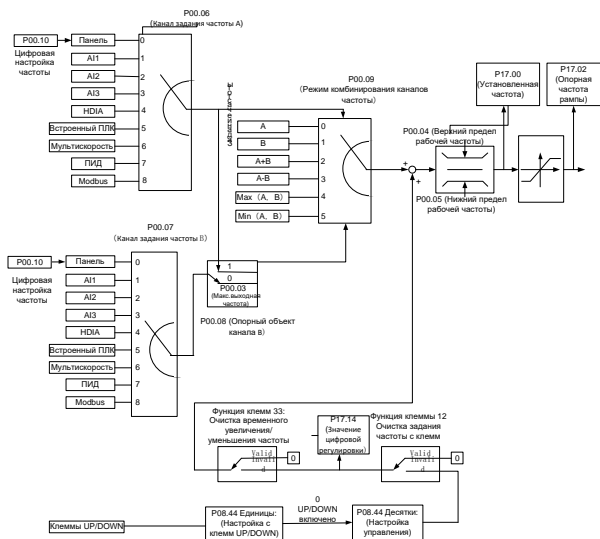 P00.06
(Канал задания частоты A)
P00.10
Цифровая
настройка
частоты
Панель
0
AI1
1
AI2
2
AI3
3
HDIA
4
Встроенный ПЛК
5
Мультискорость
6
ПИД
7
Modbus
8
P00.09
(Режим комбинирования каналов
частоты)
A
0
B
1
A+B
2
A-B
3
Max (A, B)
4
Min (A, B)
5
P00.04 (Верхний предел
рабочей частоты)
P00.05 (Нижний предел
рабочей частоты)
+
+
P17.00
(Установленная
частота)
P17.02
(Опорная
частота
рампы)
P00.07
(Канал задания частоты B)
P00.10
Цифровая
настройка
частоты
Панель
0
AI1
1
AI2
2
AI3
3
HDIA
4
Встроенный ПЛК
5
Мультискорость
6
ПИД
7
Modbus
8
1
0
P00.03
(Макс.выходная
частота)
P00.08 (Опорный объект
канала B)
Функция клемм 33:
Очистка временного
увеличения/
уменьшения частоты
Valid
Invali
d
0
P17.14
(Значение
цифровой
регулировки)
Функция клеммы 12
Очистка задания
частоты с клемм
Valid
Invali
d
0
Клеммы UP/DOWN
P08.44 Единицы:
(Настройка с
клемм UP/DOWN)
0
UP/DOWN
включено
P08.44 Десятки:
(Настройка
управления)